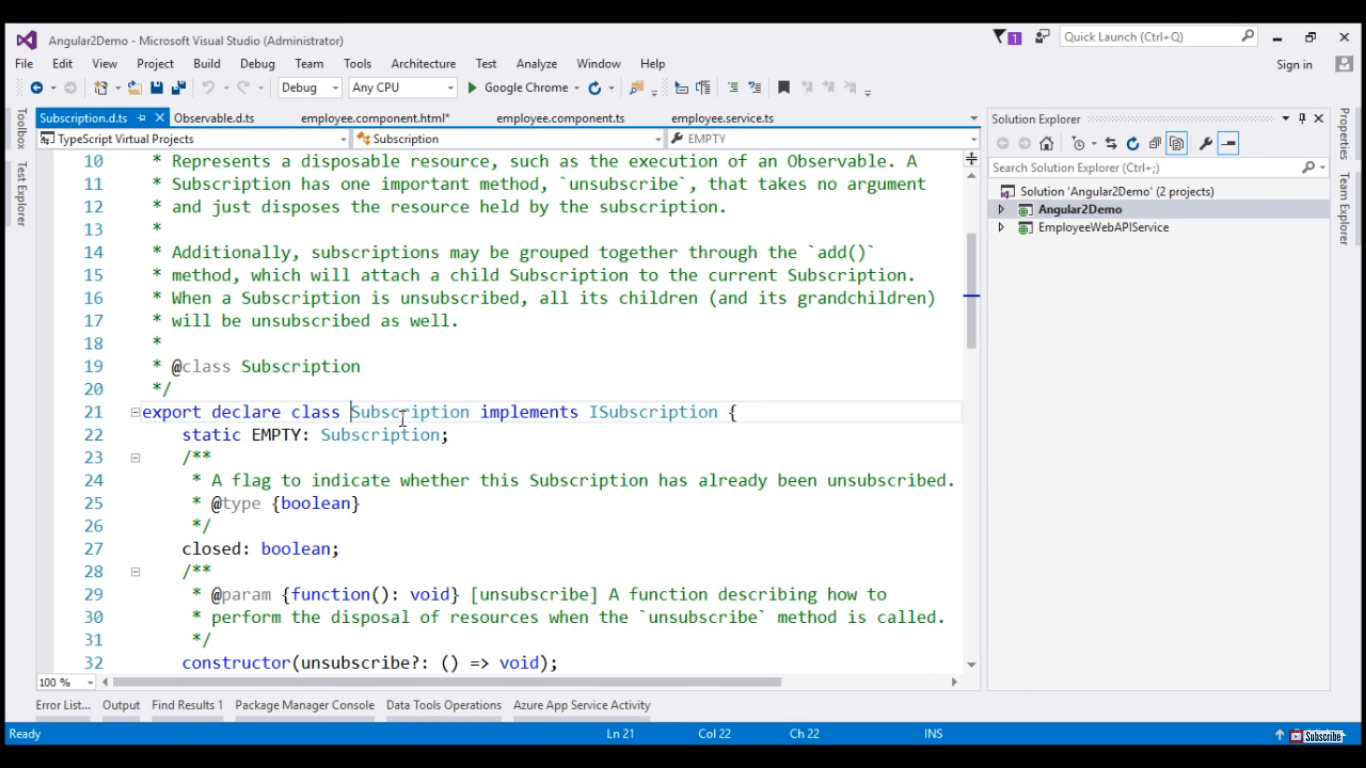 Angular2Demo - Microsoft Visual Studio (Administrator)
1
Quick Launch (Ctrl+Q)
File Edit View Project Build Debug Team Tools Architecture Test Analyze Window Help
Sign in
Debug Any CPU Google Chrome
Subscription.d.ts Observable.d.ts employee.component.html* employee.component.ts employee.service.ts
TypeScript Virtual Projects Subscription EMPTY
Toolbox
Test Explorer
10 * Represents a disposable resource, such as the execution of an Observable. A
11 * Subscription has one important method, `unsubscribe`, that takes no argument
12 * and just disposes the resource held by the subscription.
13 *
14 * Additionally, subscriptions may be grouped together through the `add()`
15 * method, which will attach a child Subscription to the current Subscription.
16 * When a Subscription is unsubscribed, all its children (and its grandchildren)
17 * will be unsubscribed as well.
18 *
19 * @class Subscription
20 */
21 export declare class Subscription implements ISubscription {
22 static EMPTY: Subscription;
23 /**
24 * A flag to indicate whether this Subscription has already been unsubscribed.
25 * @type {boolean}
26 */
27 closed: boolean;
28 /**
29 * @param {function(): void} [unsubscribe] A function describing how to
30 * perform the disposal of resources when the `unsubscribe` method is called.
31 */
32 constructor(unsubscribe?: () => void);
100 %
Solution Explorer
Search Solution Explorer (Ctrl+;)
Solution 'Angular2Demo' (2 projects)
Angular2Demo
EmployeeWebAPIService
Properties
Team Explorer
Error List... Output Find Results 1 Package Manager Console Data Tools Operations Azure App Service Activity
Ready Ln 21 Col 22 Ch 22 INS
Subscribe